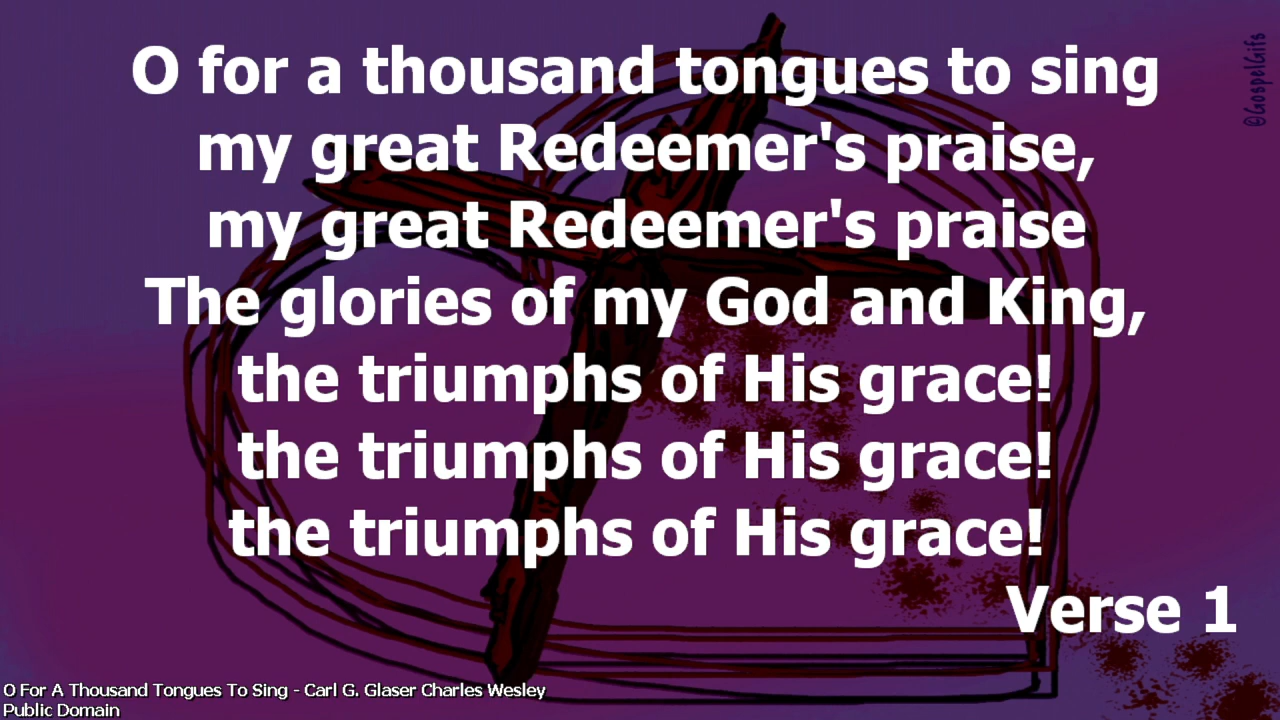 O for a thousand tongues to sing
my great Redeemer's praise,
my great Redeemer's praise
The glories of my God and King,
the triumphs of His grace!
the triumphs of His grace!
the triumphs of His grace!
Verse 1
O For A Thousand Tongues To Sing - Carl G. Glaser Charles Wesley
Public Domain
©GospelGifs